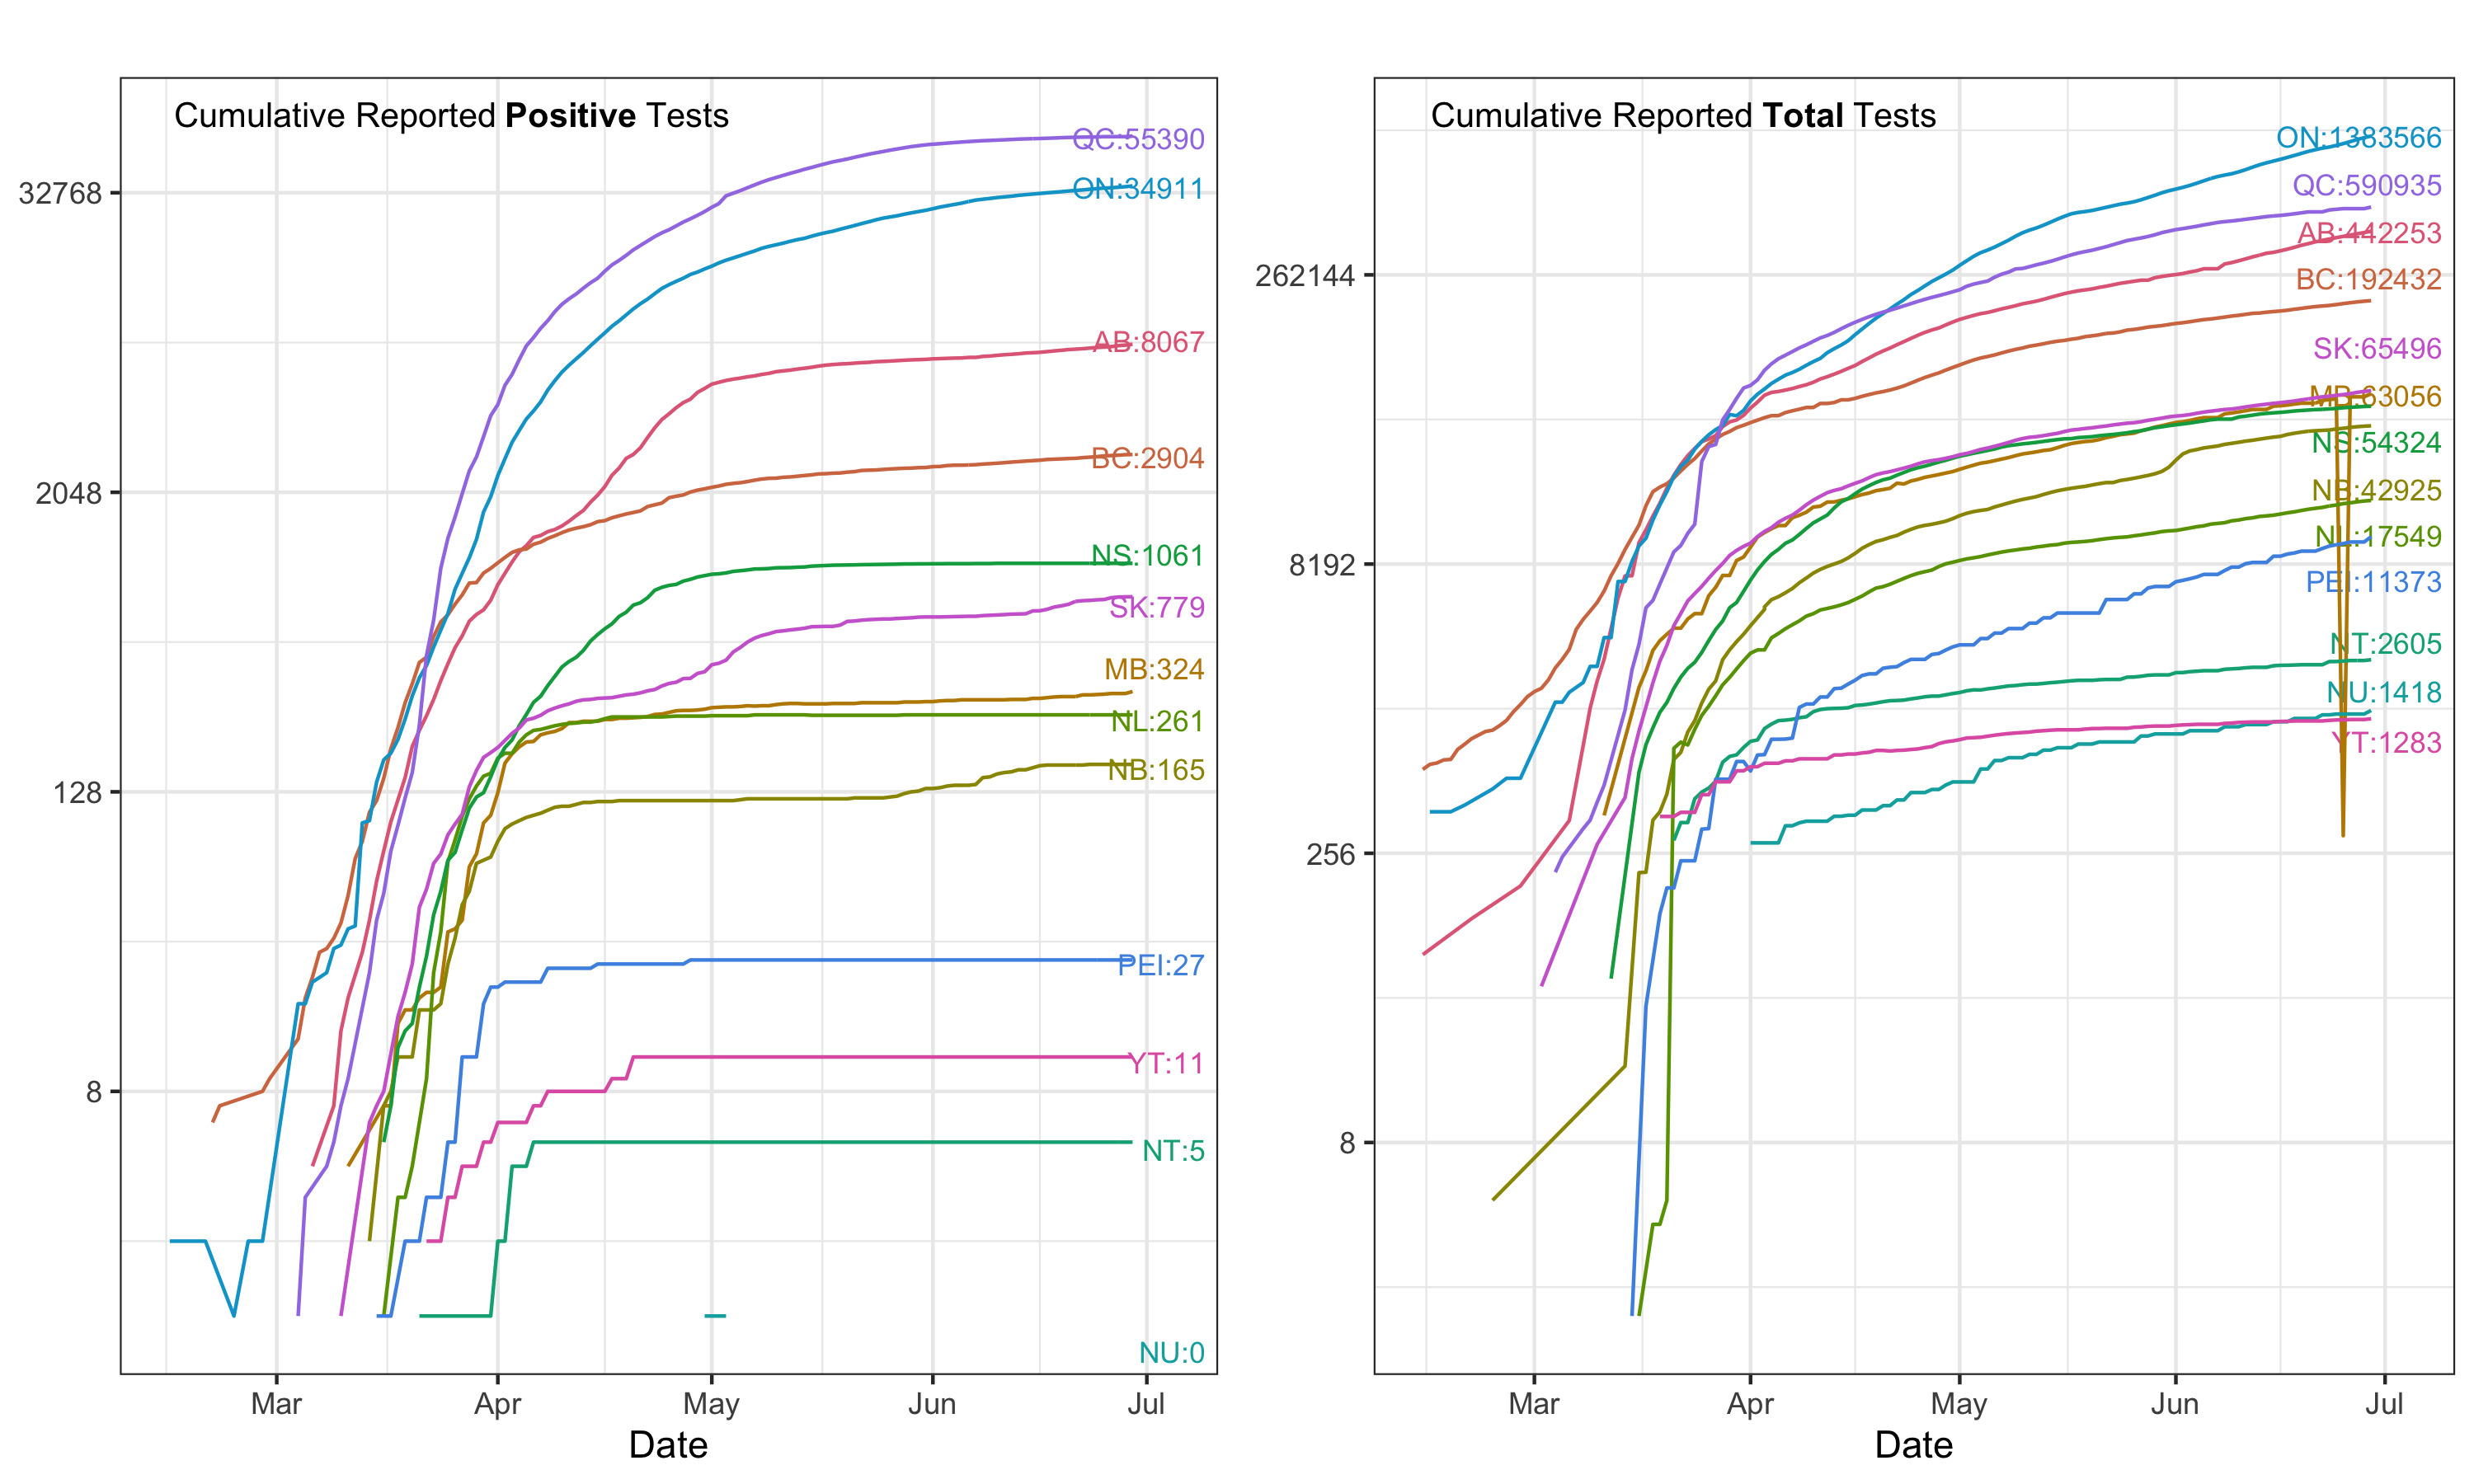 Cumulative Reported Positive Tests
QC:55390
ON:34911
AB:8067
BC:2904
NS:1061
SK:779
MB:324
NL:261
NB:165
PEI:27
YT:11
NT:5
NU:0
32768
2048
128
8
Mar Apr May Jun Jul
Date
Cumulative Reported Total Tests
ON:1383566
QC:590935
AB:442253
BC:192432
SK:65496
MB:63056
NS:54324
NB:42925
NL:17549
PEI:11373
NT:2605
NU:1418
YT:1283
262144
8192
256
8
Mar Apr May Jun Jul
Date